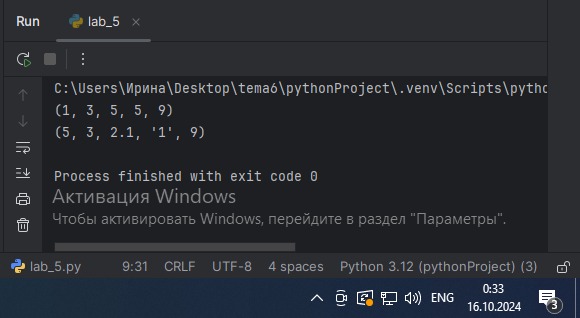 Run lab_5
C:\Users\Ирина\Desktop\tema6\pythonProject\.venv\Scripts\pytho
(1, 3, 5, 5, 9)
(5, 3, 2.1, '1', 9)
Process finished with exit code 0
Активация Windows
Чтобы активировать Windows, перейдите в раздел "Параметры".
lab_5.py 9:31 CRLF UTF-8 4 spaces Python 3.12 (pythonProject) (3)
ENG 0:33
16.10.2024 3